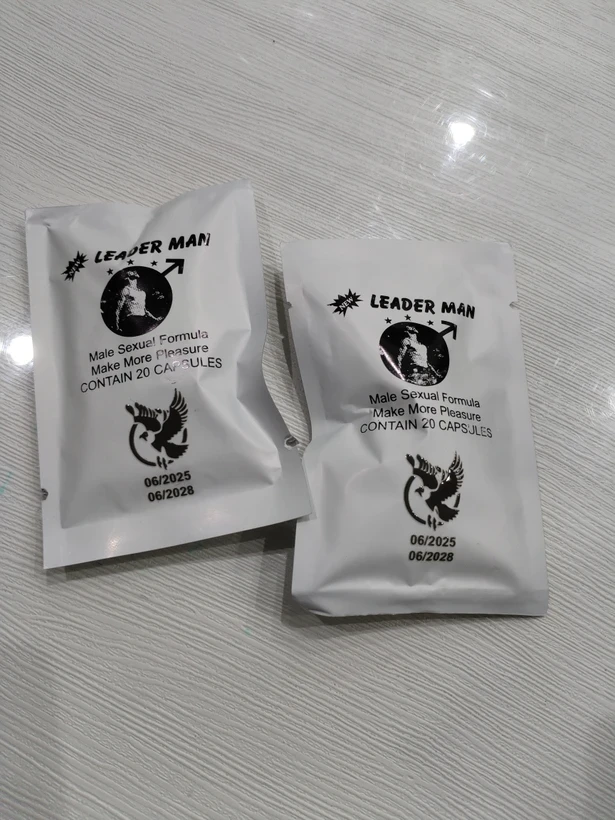 NEW
LEADER MAN
Male Sexual Formula
Make More Pleasure
CONTAIN 20 CAPSULES
06/2025
06/2028
NEW
LEADER MAN
Male Sexual Formula
Make More Pleasure
CONTAIN 20 CAPSULES
06/2025
06/2028